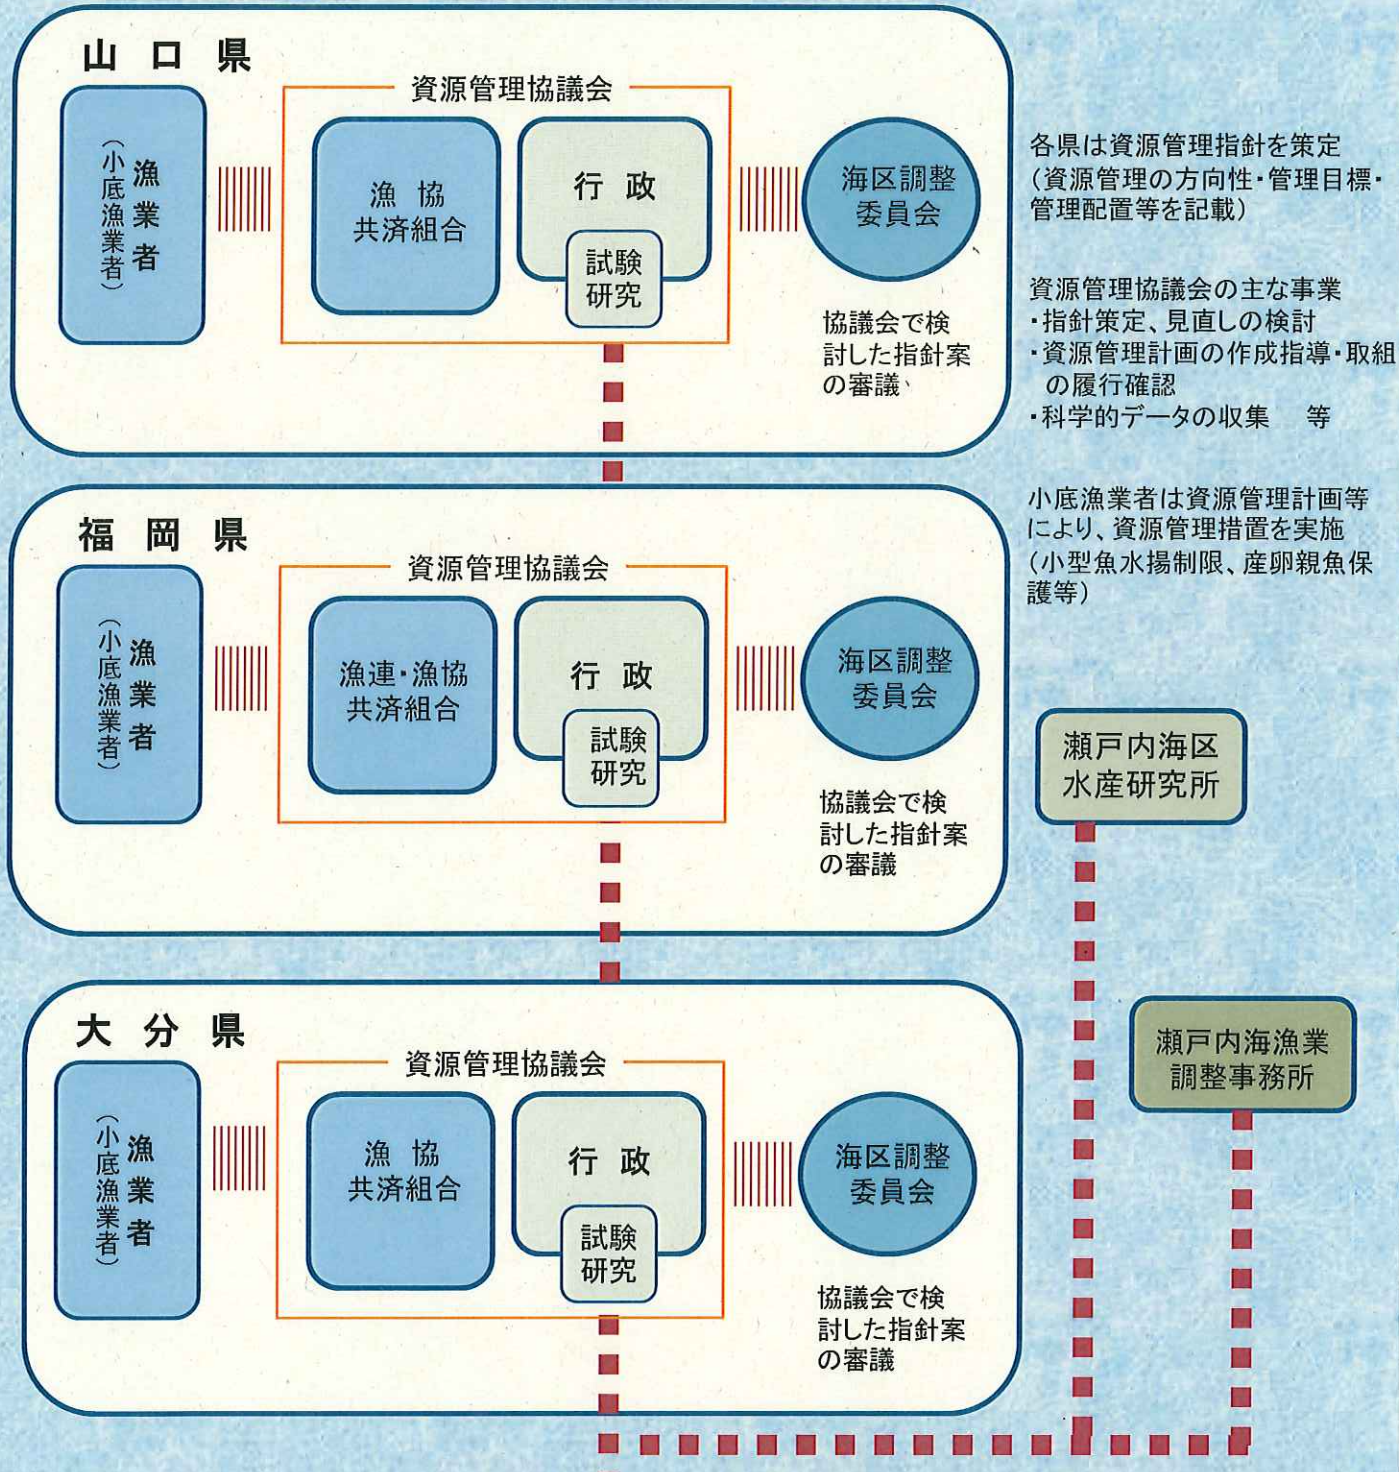 山口県
資源管理協議会
漁業者
（小底漁業者）
漁協
共済組合
行政
試験
研究
海区調整
委員会
協議会で検
討した指針案
の審議
福岡県
資源管理協議会
漁業者
（小底漁業者）
漁連・漁協
共済組合
行政
試験
研究
海区調整
委員会
協議会で検
討した指針案
の審議
大分県
資源管理協議会
漁業者
（小底漁業者）
漁協
共済組合
行政
試験
研究
海区調整
委員会
協議会で検
討した指針案
の審議
各県は資源管理指針を策定
（資源管理の方向性・管理目標・
管理配置等を記載）
資源管理協議会の主な事業
・指針策定、見直しの検討
・資源管理計画の作成指導・取組
の履行確認
・科学的データの収集　等
小底漁業者は資源管理計画等
により、資源管理措置を実施
（小型魚水揚制限、産卵親魚保
護等）
瀬戸内海区
水産研究所
瀬戸内海漁業
調整事務所